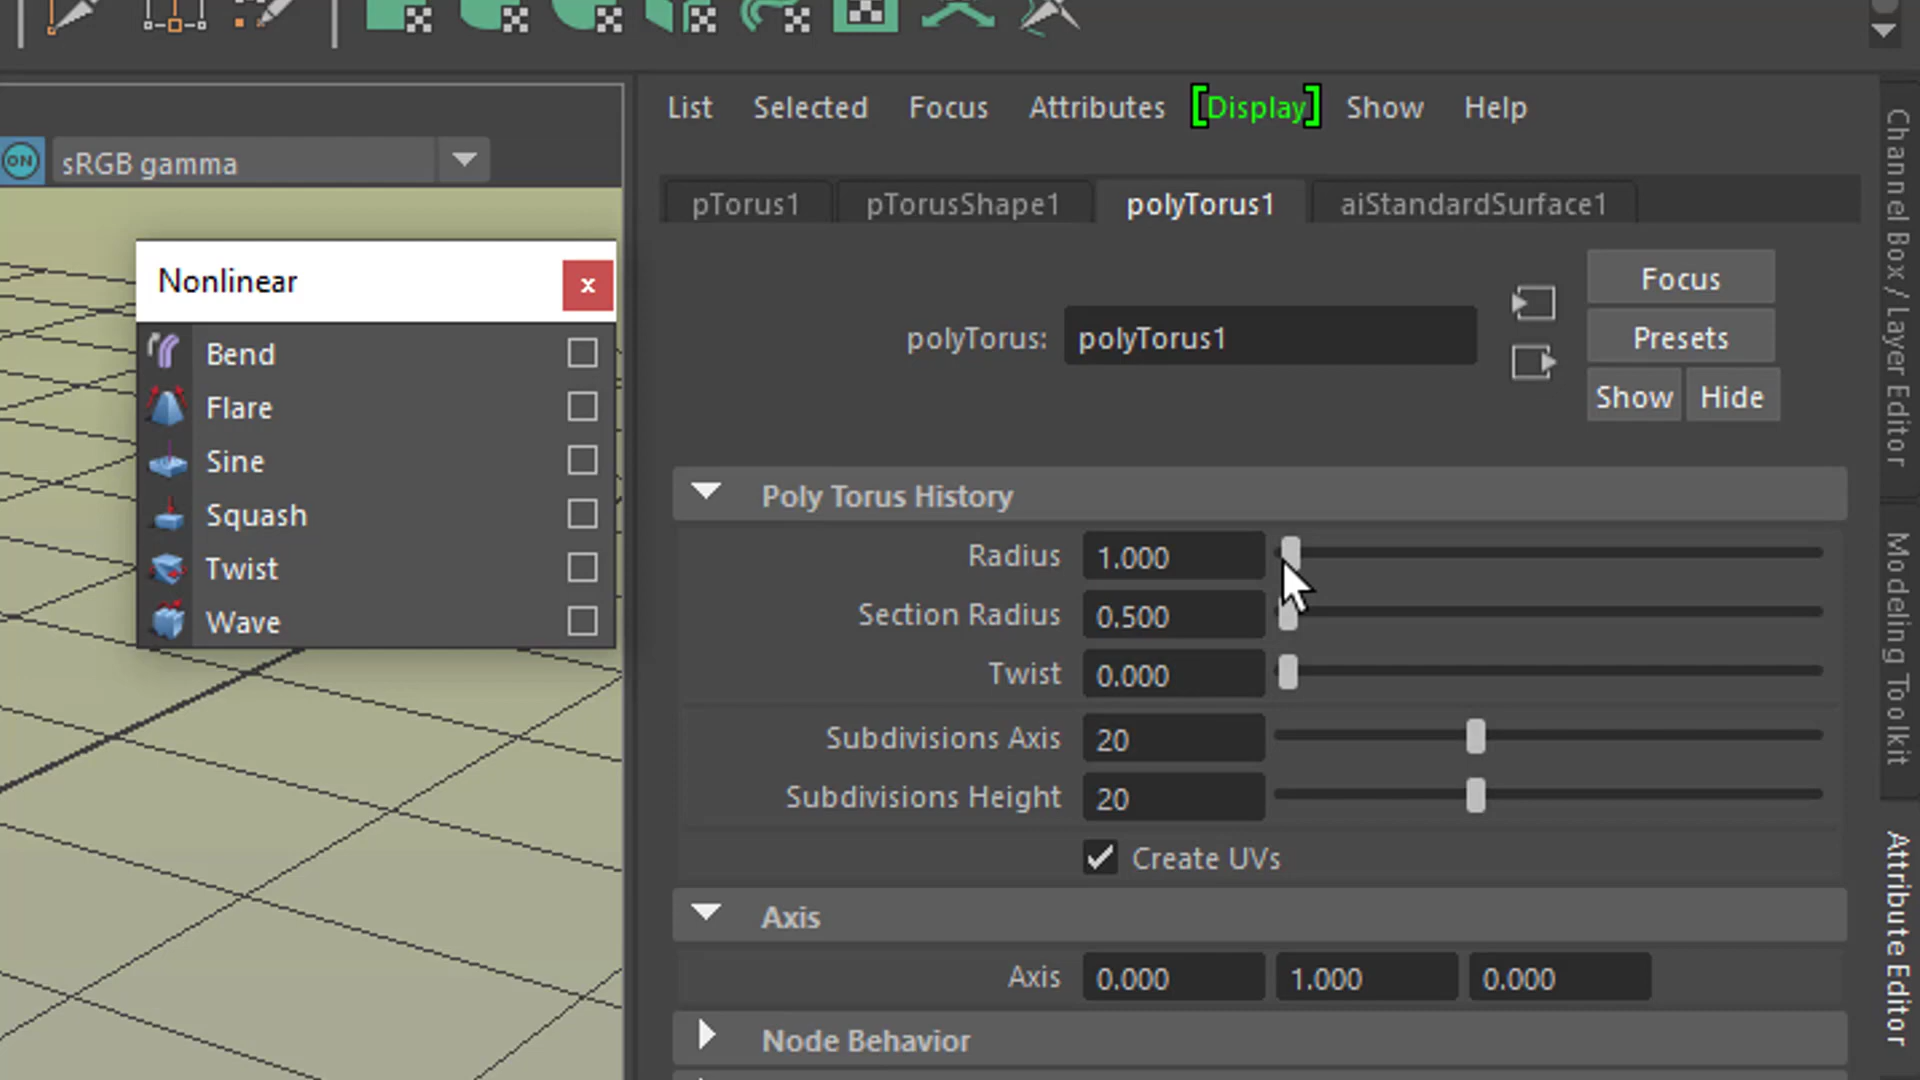 List Selected Focus Attributes [Display] Show Help
ON sRGB gamma
pTorus1 pTorusShape1 polyTorus1 aiStandardSurface1
Nonlinear x
Bend
Flare
Sine
Squash
Twist
Wave
polyTorus: polyTorus1
Focus
Presets
Show Hide
Poly Torus History
Radius 1.000
Section Radius 0.500
Twist 0.000
Subdivisions Axis 20
Subdivisions Height 20
Create UVs
Axis
Axis 0.000 1.000 0.000
Node Behavior
Channel Box / Layer Editor
Modeling Toolkit
Attribute Editor